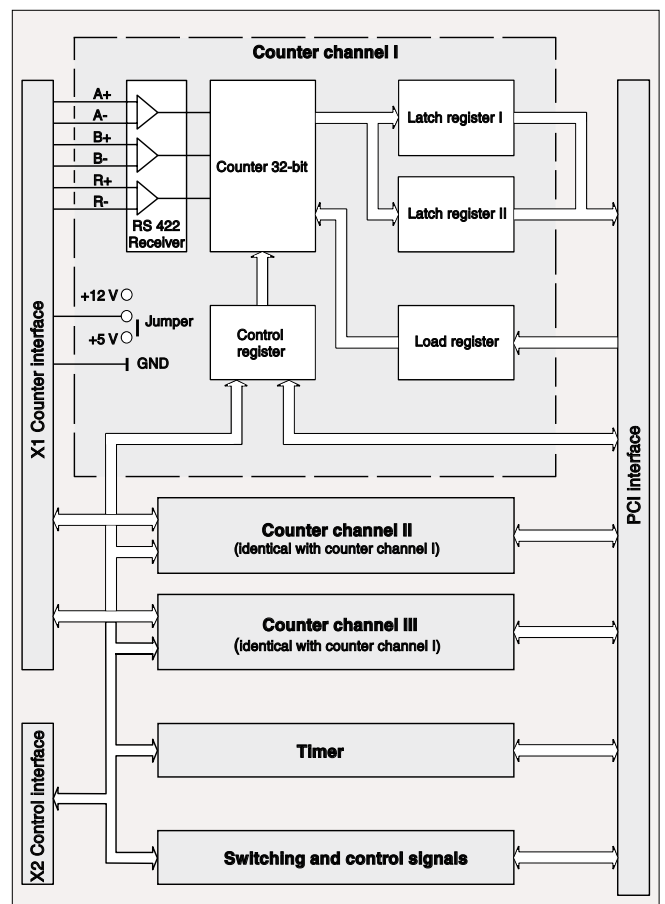 Counter channel I
A+
A-
B+
B-
R+
R-
RS 422
Receiver
Counter 32-bit
Latch register I
Latch register II
+12 V
Jumper
+5 V
GND
Control
register
Load register
X1 Counter interface
PCI interface
Counter channel II
(identical with counter channel I)
Counter channel III
(identical with counter channel I)
Timer
X2 Control interface
Switching and control signals